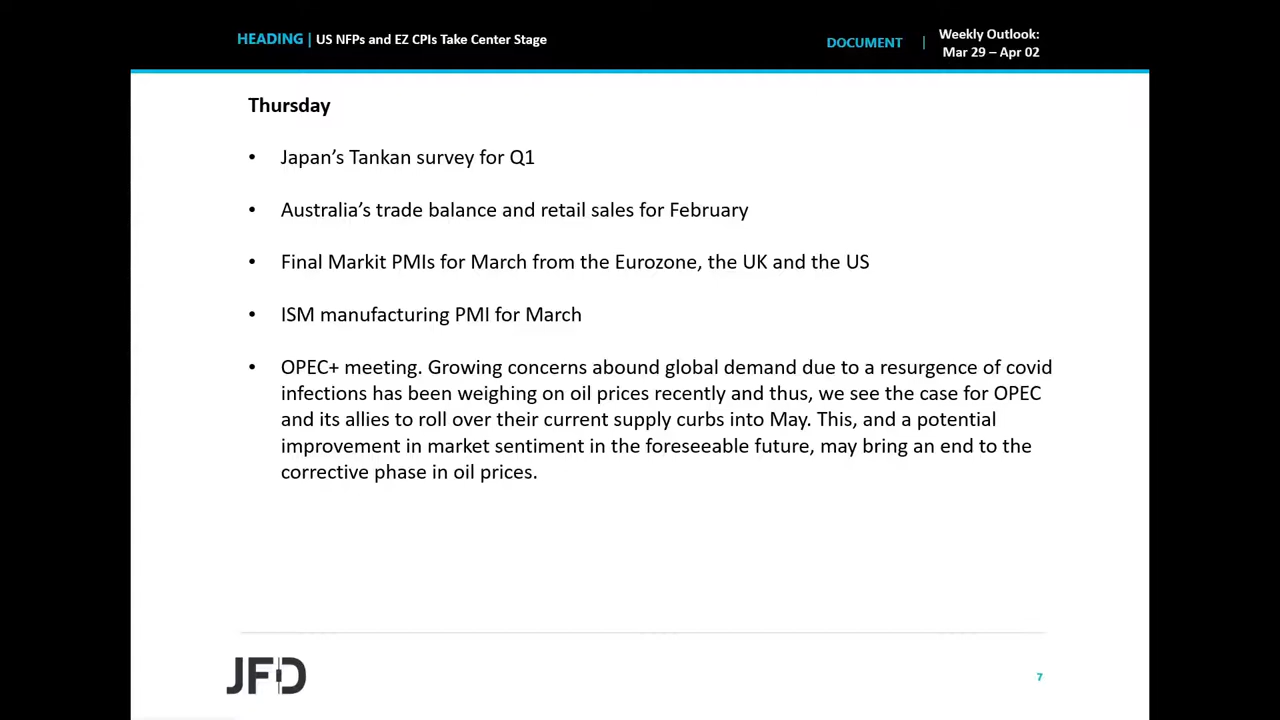 HEADING | US NFPs and EZ CPIs Take Center Stage
DOCUMENT | Weekly Outlook:
Mar 29 – Apr 02
Thursday
• Japan’s Tankan survey for Q1
• Australia’s trade balance and retail sales for February
• Final Markit PMIs for March from the Eurozone, the UK and the US
• ISM manufacturing PMI for March
• OPEC+ meeting. Growing concerns abound global demand due to a resurgence of covid
infections has been weighing on oil prices recently and thus, we see the case for OPEC
and its allies to roll over their current supply curbs into May. This, and a potential
improvement in market sentiment in the foreseeable future, may bring an end to the
corrective phase in oil prices.
JFD
7